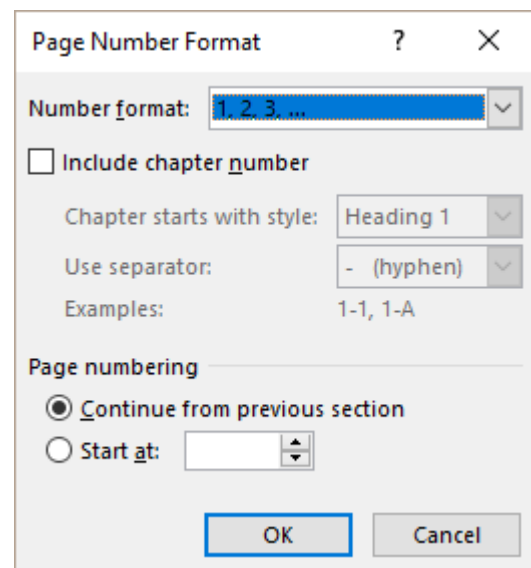 Page Number Format ?
Number format: 1, 2, 3, ...
Include chapter number
Chapter starts with style: Heading 1
Use separator: - (hyphen)
Examples: 1-1, 1-A
Page numbering
Continue from previous section
Start at:
OK Cancel